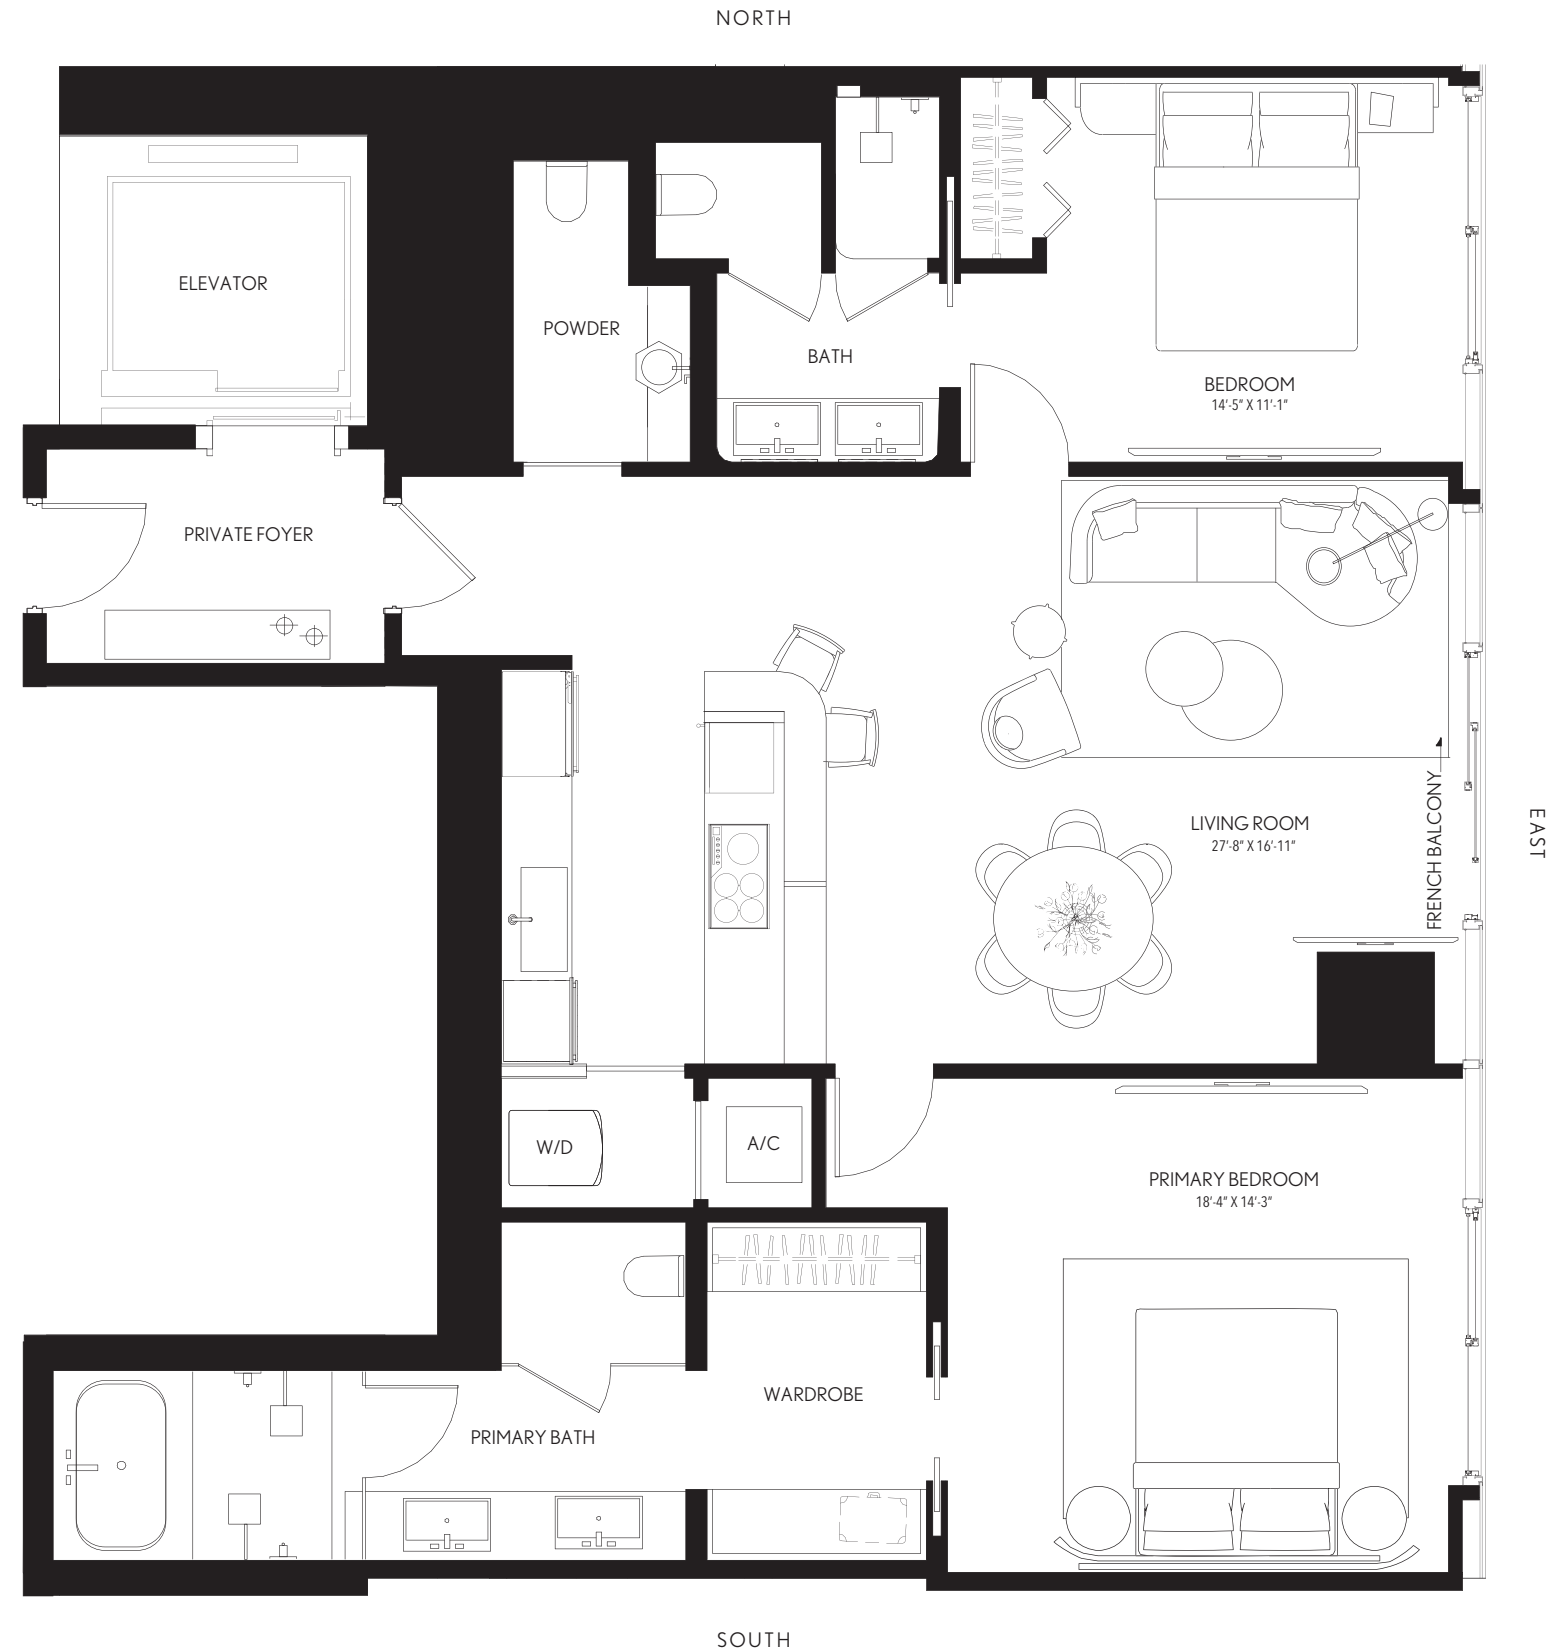 NORTH
ELEVATOR
POWDER
BATH
BEDROOM
14'-5" X 11'-1"
PRIVATE FOYER
LIVING ROOM
27'-8" X 16'-11"
FRENCH BALCONY
EAST
W/D
A/C
PRIMARY BEDROOM
18'-4" X 14'-3"
WARDROBE
PRIMARY BATH
SOUTH